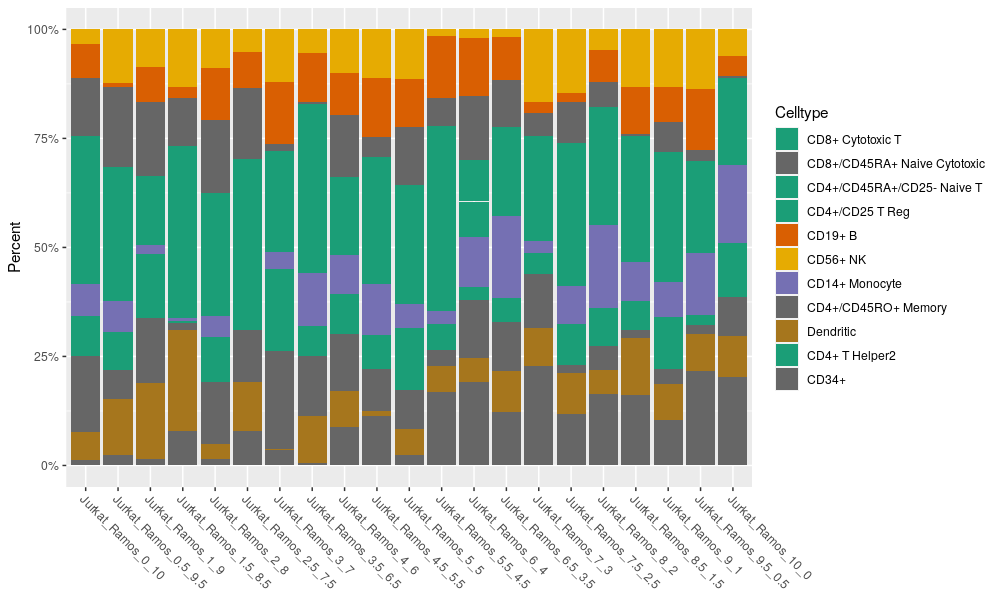 100%
75%
50%
25%
0%
Percent
Jurkat_Ramos_0_10
Jurkat_Ramos_0.5_9.5
Jurkat_Ramos_1_9
Jurkat_Ramos_1.5_8.5
Jurkat_Ramos_2_8
Jurkat_Ramos_2.5_7.5
Jurkat_Ramos_3_7
Jurkat_Ramos_3.5_6.5
Jurkat_Ramos_4_6
Jurkat_Ramos_4.5_5.5
Jurkat_Ramos_5_5
Jurkat_Ramos_5.5_4.5
Jurkat_Ramos_6_4
Jurkat_Ramos_6.5_3.5
Jurkat_Ramos_7_3
Jurkat_Ramos_7.5_2.5
Jurkat_Ramos_8_2
Jurkat_Ramos_8.5_1.5
Jurkat_Ramos_9_1
Jurkat_Ramos_9.5_0.5
Jurkat_Ramos_10_0
Celltype
CD8+ Cytotoxic T
CD8+/CD45RA+ Naive Cytotoxic
CD4+/CD45RA+/CD25- Naive T
CD4+/CD25 T Reg
CD19+ B
CD56+ NK
CD14+ Monocyte
CD4+/CD45RO+ Memory
Dendritic
CD4+ T Helper2
CD34+